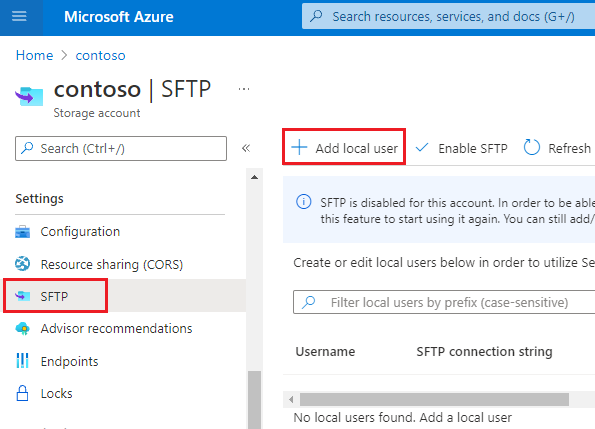 Microsoft Azure
Search resources, services, and docs (G+/)
Home > contoso
contoso | SFTP ...
Storage account
Search (Ctrl+/)
«
Add local user
Enable SFTP
Refresh
Settings
Configuration
Resource sharing (CORS)
SFTP
Advisor recommendations
Endpoints
Locks
SFTP is disabled for this account. In order to be able
this feature to start using it again. You can still add/
Create or edit local users below in order to utilize Se
Filter local users by prefix (case-sensitive)
Username SFTP connection string
No local users found. Add a local user